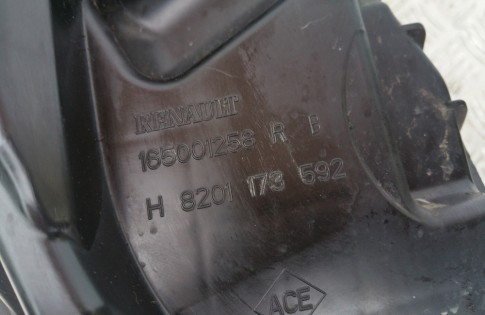 RENAULT
165001258 R B
H 8201 173 592
ACE